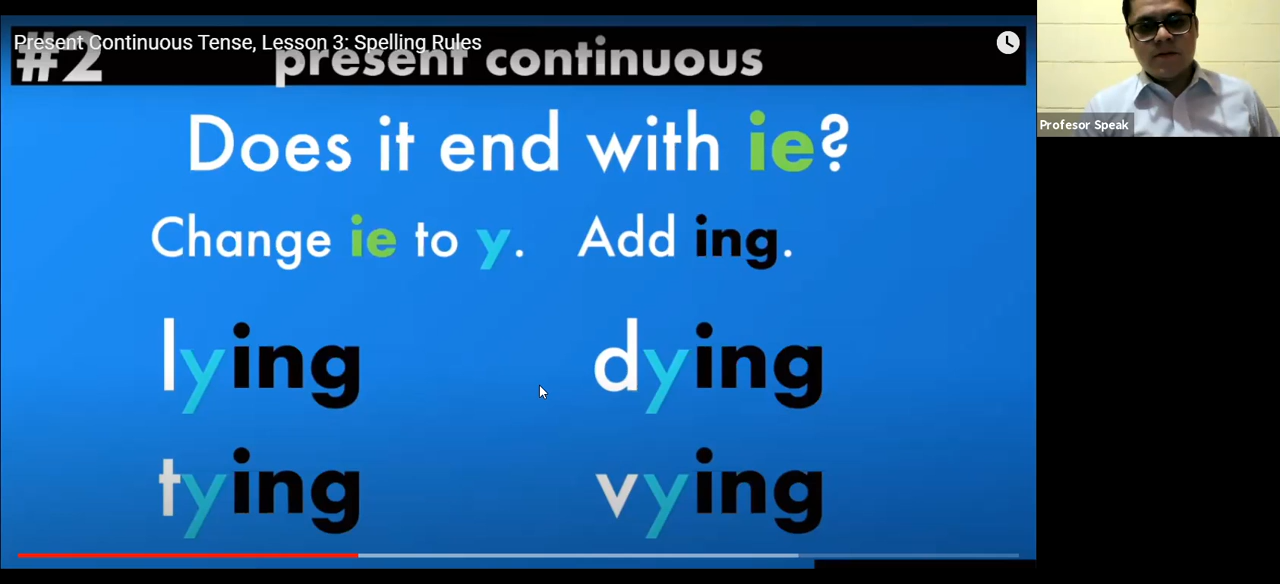 Present Continuous Tense, Lesson 3: Spelling Rules
#2 present continuous
Does it end with ie?
Change ie to y. Add ing.
lying dying
tying vying
Profesor Speak